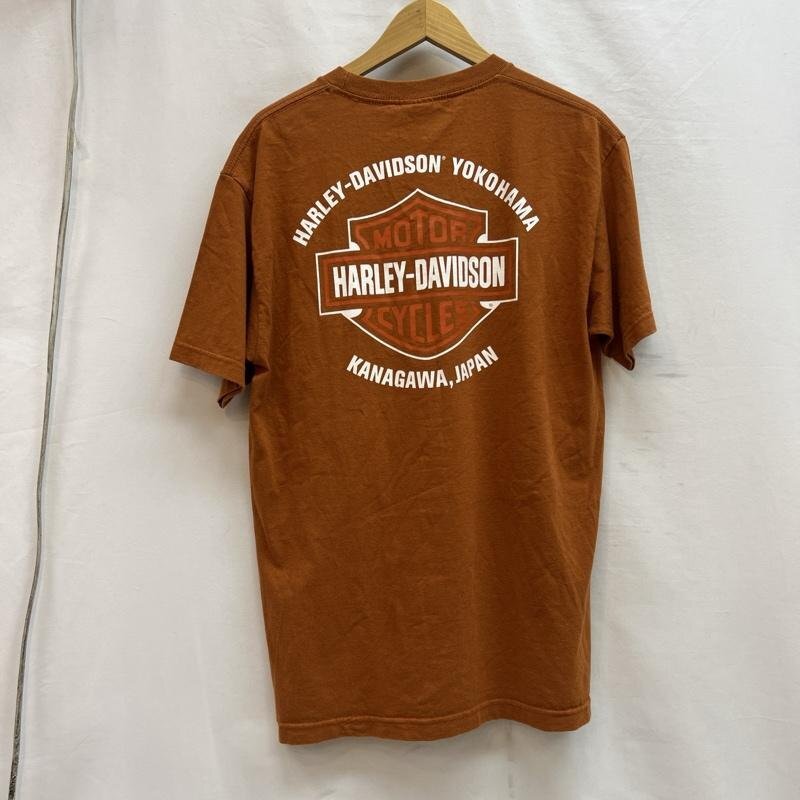 HARLEY-DAVIDSON® YOKOHAMA
MOTOR
HARLEY-DAVIDSON
CYCLES
KANAGAWA, JAPAN